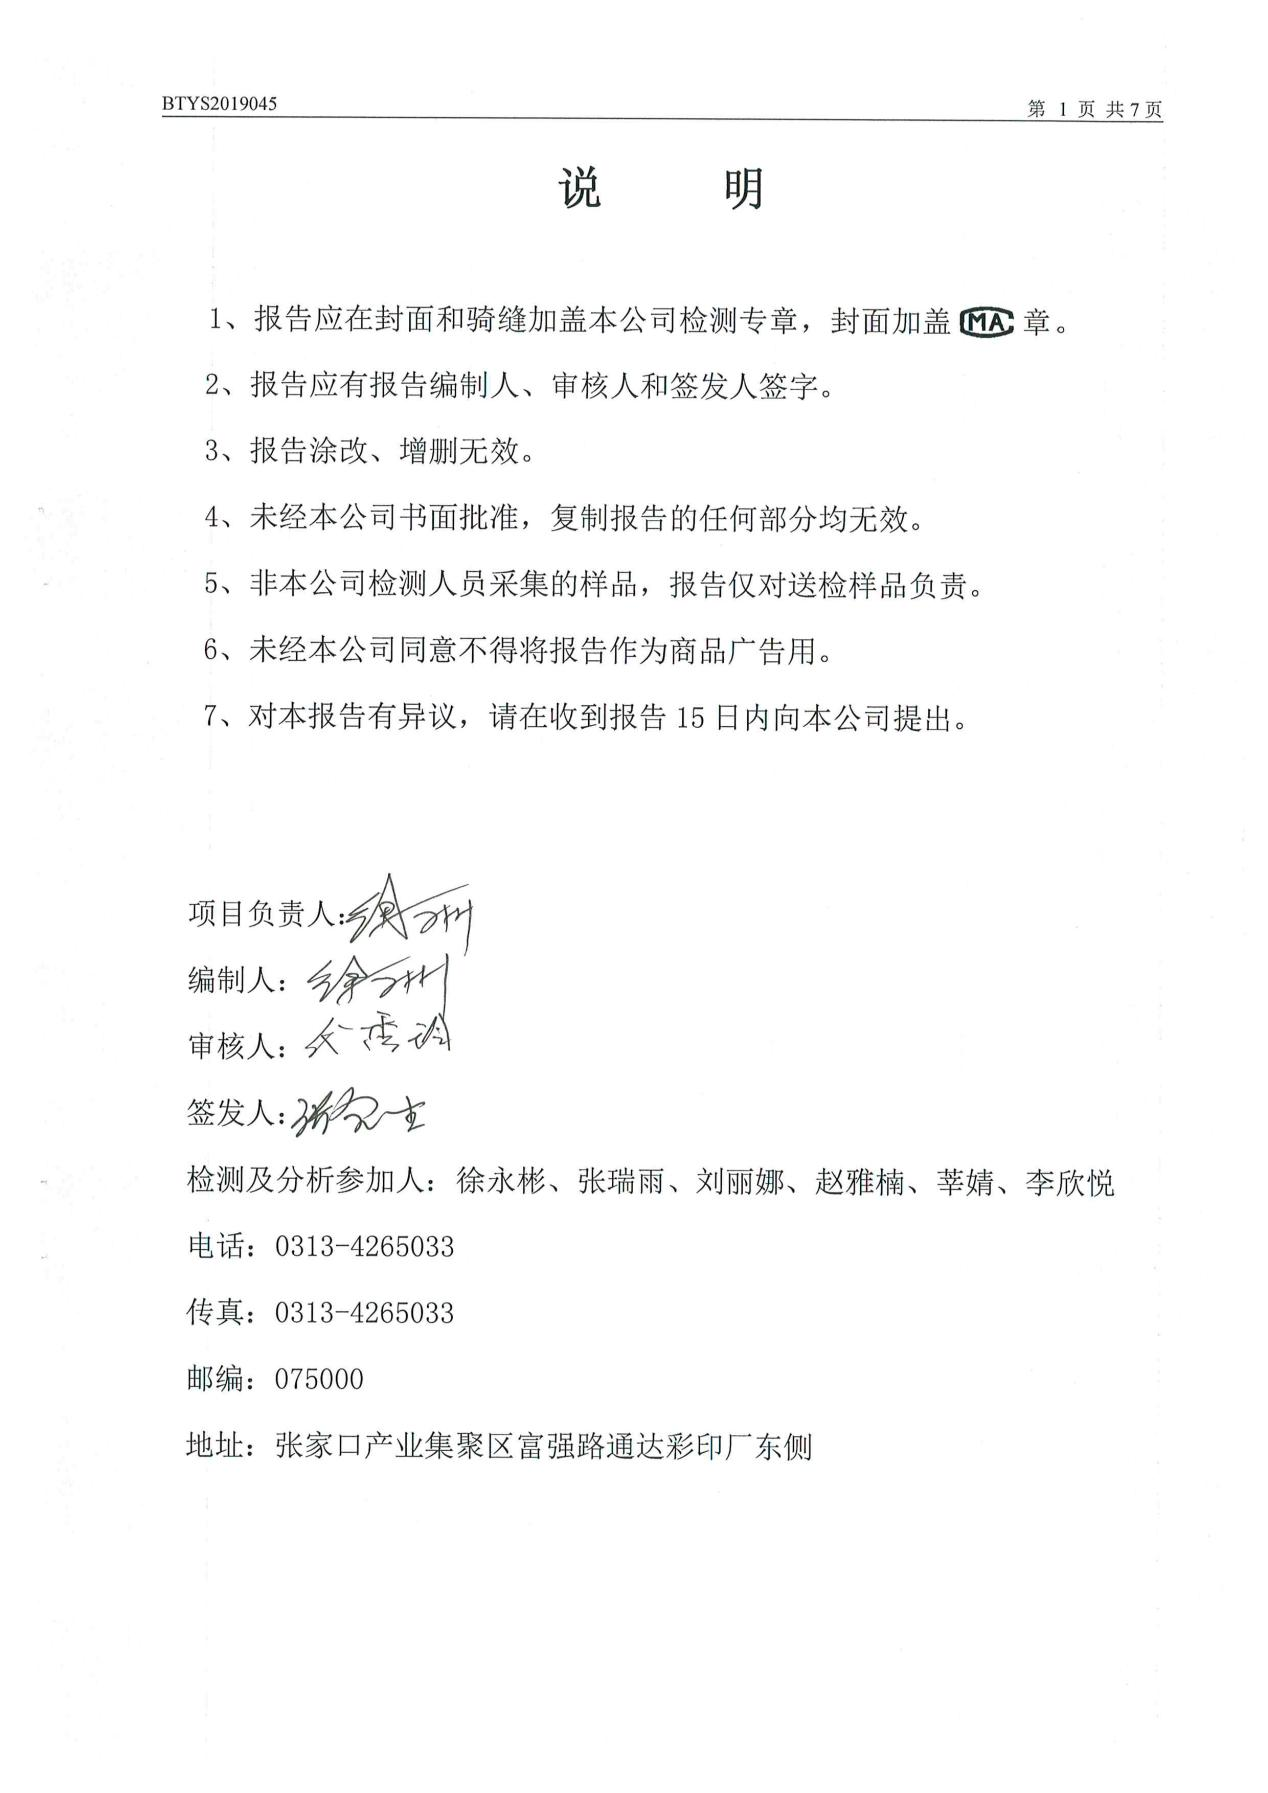 BTYS2019045
第 1 页 共7页
说 明
1、报告应在封面和骑缝加盖本公司检测专章，封面加盖 MA 章。
2、报告应有报告编制人、审核人和签发人签字。
3、报告涂改、增删无效。
4、未经本公司书面批准，复制报告的任何部分均无效。
5、非本公司检测人员采集的样品，报告仅对送检样品负责。
6、未经本公司同意不得将报告作为商品广告用。
7、对本报告有异议，请在收到报告 15 日内向本公司提出。
项目负责人：
编制人：
审核人：
签发人：
检测及分析参加人：徐永彬、张瑞雨、刘丽娜、赵雅楠、莘婧、李欣悦
电话：0313-4265033
传真：0313-4265033
邮编：075000
地址：张家口产业集聚区富强路通达彩印厂东侧